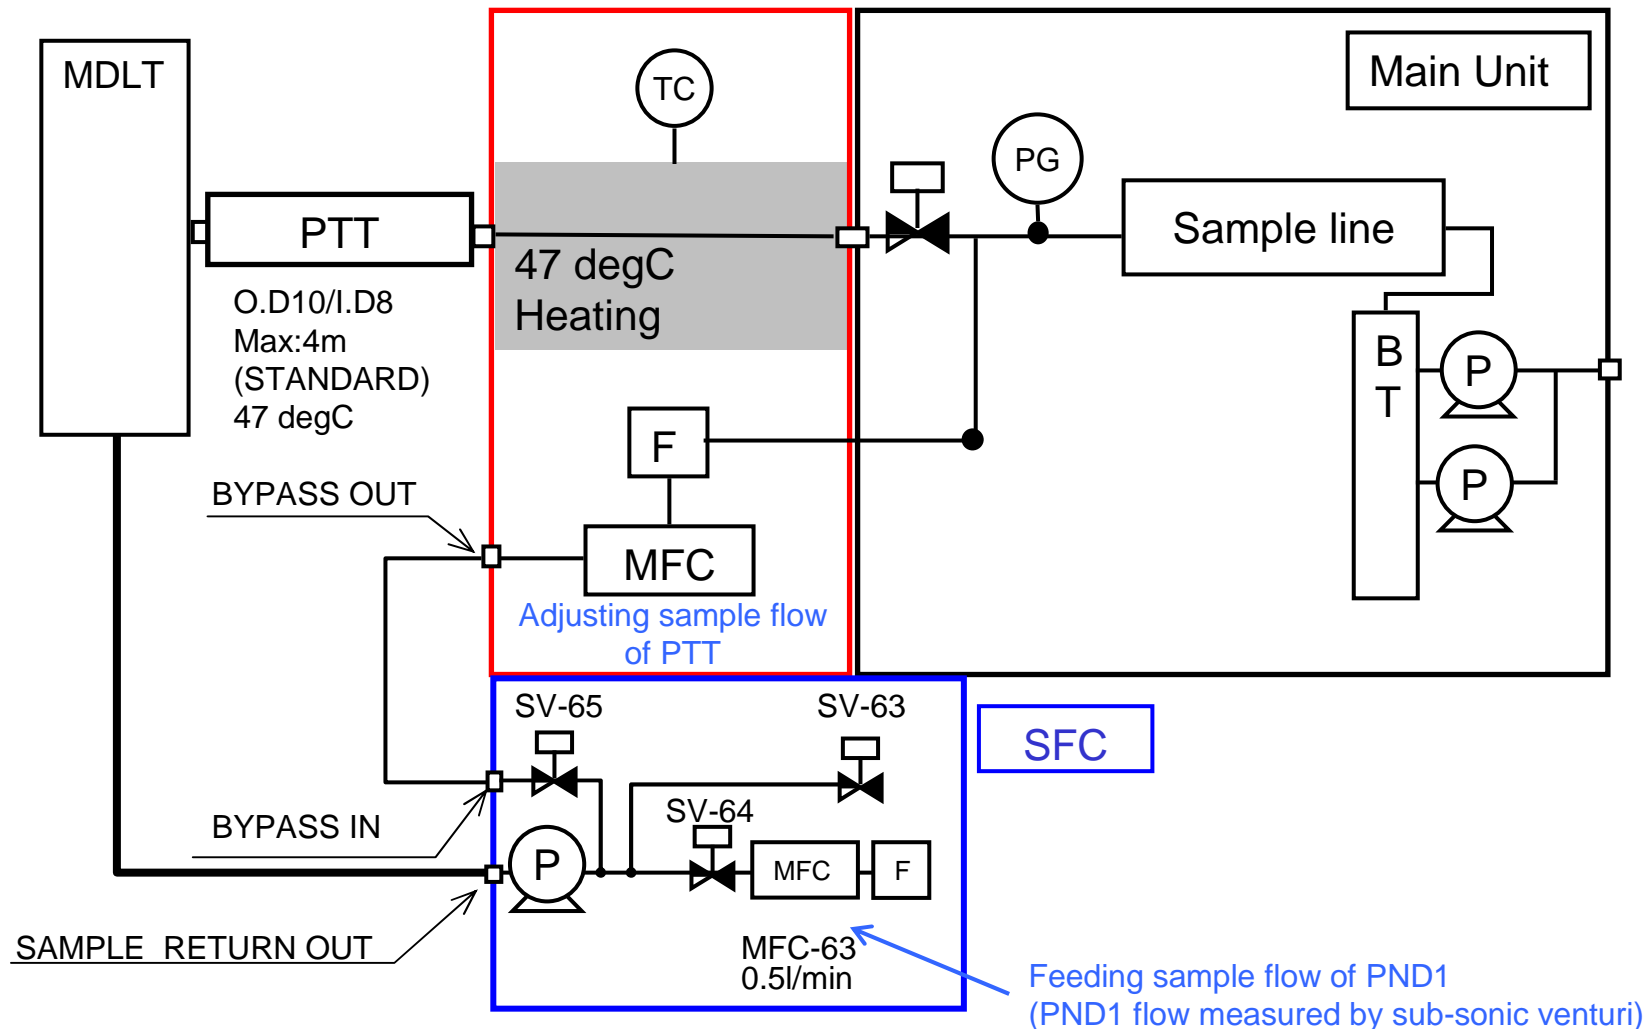 MDLT
TC
Main Unit
PG
PTT
Sample line
47 degC
Heating
O.D10/I.D8
Max:4m
(STANDARD)
47 degC
B
T
P
P
F
BYPASS OUT
MFC
Adjusting sample flow
of PTT
SV-65
SV-63
SFC
SV-64
BYPASS IN
P
MFC
F
SAMPLE RETURN OUT
MFC-63
0.5l/min
Feeding sample flow of PND1
(PND1 flow measured by sub-sonic venturi)